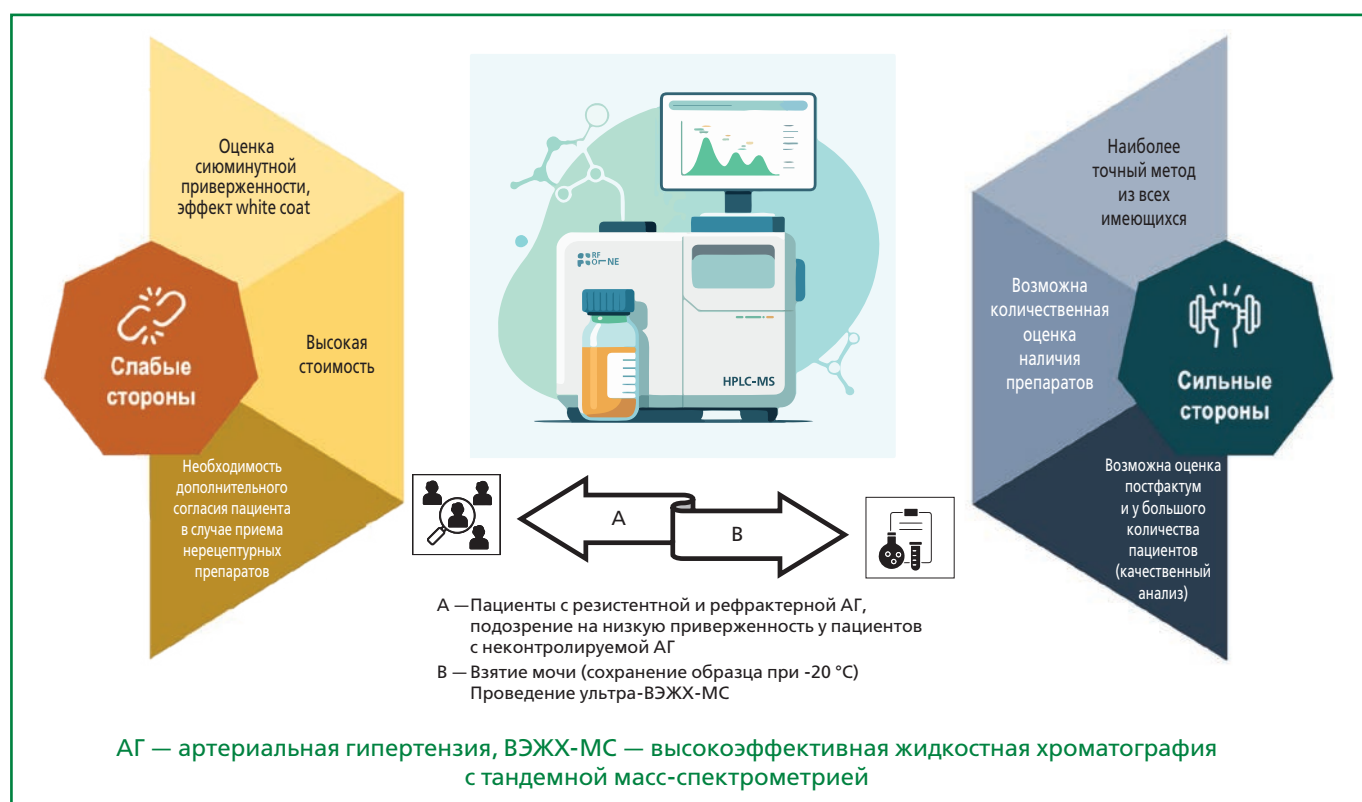 Оценка
сиюминутной
приверженности,
эффект white coat
Высокая
стоимость
Слабые
стороны
Необходимость
дополнительного
согласия пациента
в случае приема
нерецептурных
препаратов
RF
NE
HPLC-MS
Наиболее
точный метод
из всех
имеющихся
Возможна
количественная
оценка
наличия
препаратов
Сильные
стороны
Возможна оценка
постфактум
и у большого
количества
пациентов
(качественный
анализ)
A
B
A — Пациенты с резистентной и рефрактерной АГ,
подозрение на низкую приверженность у пациентов
с неконтролируемой АГ
B — Взятие мочи (сохранение образца при -20 °C)
Проведение ультра-ВЭЖХ-МС
АГ — артериальная гипертензия, ВЭЖХ-МС — высокоэффективная жидкостная хроматография
с тандемной масс-спектрометрией